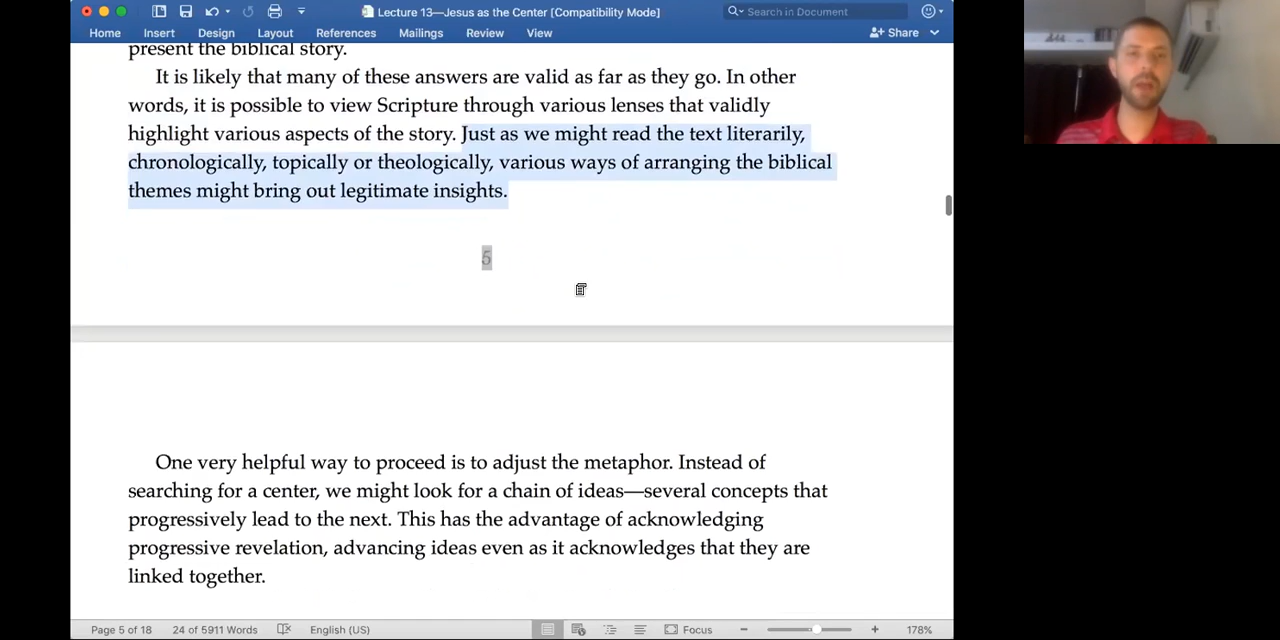 Lecture 13—Jesus as the Center [Compatibility Mode]
Search in Document
Home Insert Design Layout References Mailings Review View Share
present the biblical story.
It is likely that many of these answers are valid as far as they go. In other
words, it is possible to view Scripture through various lenses that validly
highlight various aspects of the story. Just as we might read the text literarily,
chronologically, topically or theologically, various ways of arranging the biblical
themes might bring out legitimate insights.
5
One very helpful way to proceed is to adjust the metaphor. Instead of
searching for a center, we might look for a chain of ideas—several concepts that
progressively lead to the next. This has the advantage of acknowledging
progressive revelation, advancing ideas even as it acknowledges that they are
linked together.
Page 5 of 18 24 of 5911 Words English (US) Focus 178%